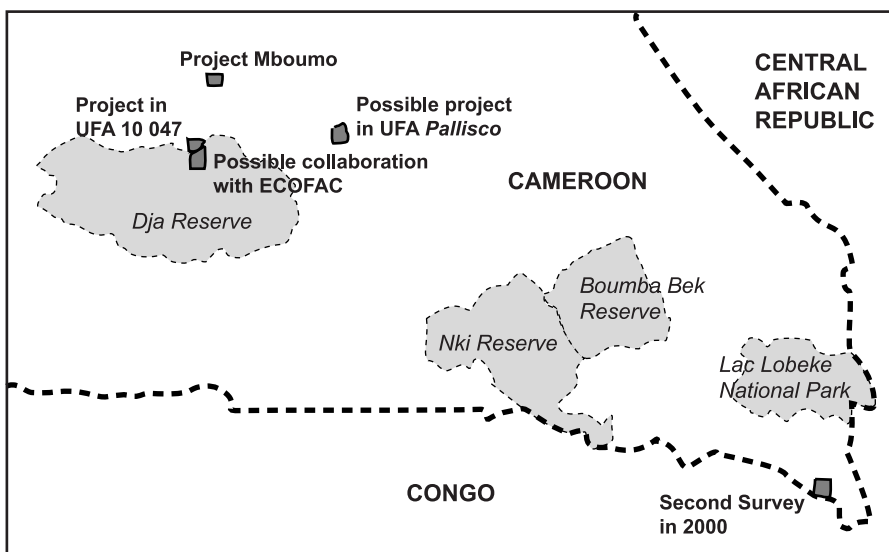 Project Mboumo
CENTRAL
AFRICAN
REPUBLIC
Project in
UFA 10 047
Possible project
in UFA Pallisco
Possible collaboration
with ECOFAC
CAMEROON
Dja Reserve
Boumba Bek
Reserve
Nki Reserve
Lac Lobeke
National Park
CONGO
Second Survey
in 2000